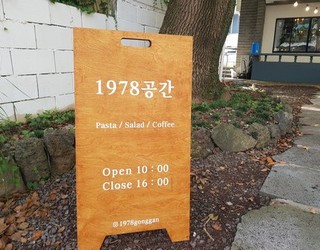 1978공간
Pasta / Salad / Coffee
Open 10 : 00
Close 16 : 00
@1978gonggan